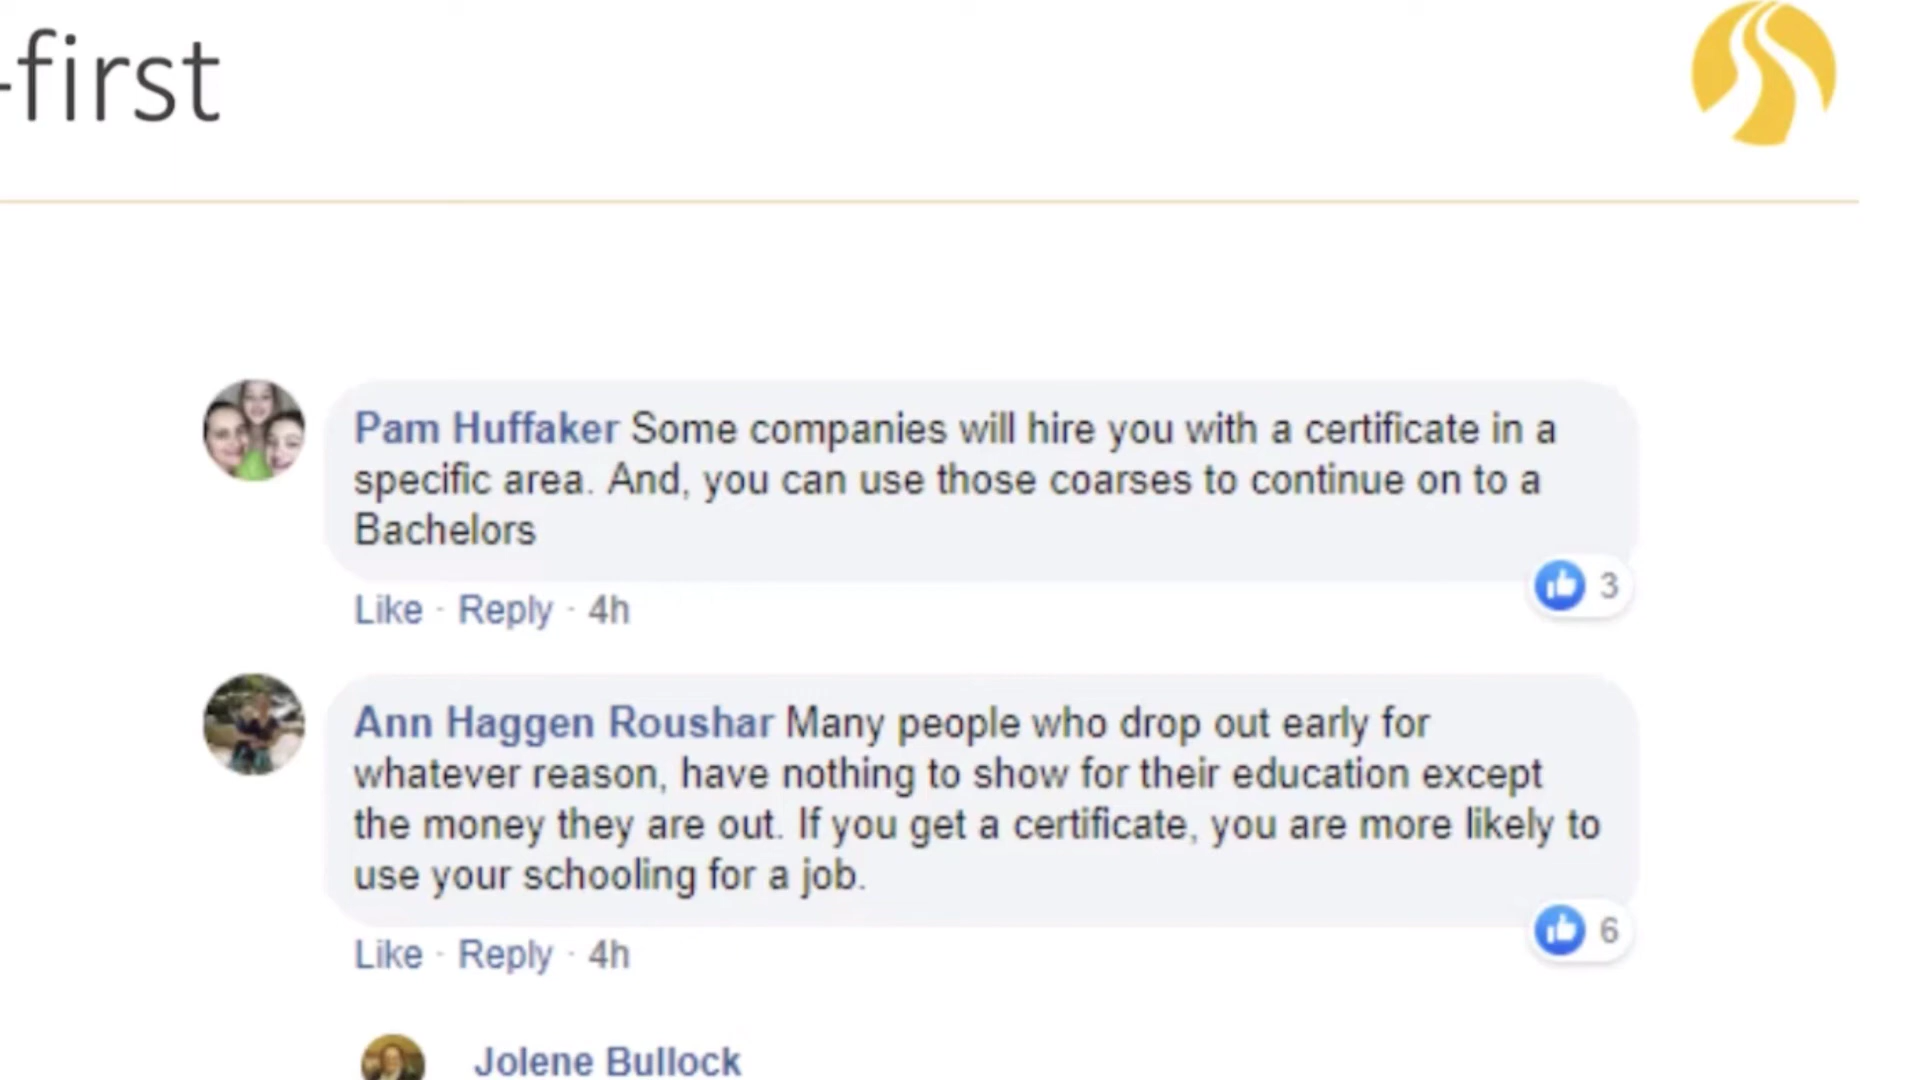 -first
Pam Huffaker Some companies will hire you with a certificate in a
specific area. And, you can use those coarses to continue on to a
Bachelors
3
Like · Reply · 4h
Ann Haggen Roushar Many people who drop out early for
whatever reason, have nothing to show for their education except
the money they are out. If you get a certificate, you are more likely to
use your schooling for a job.
6
Like · Reply · 4h
Jolene Bullock